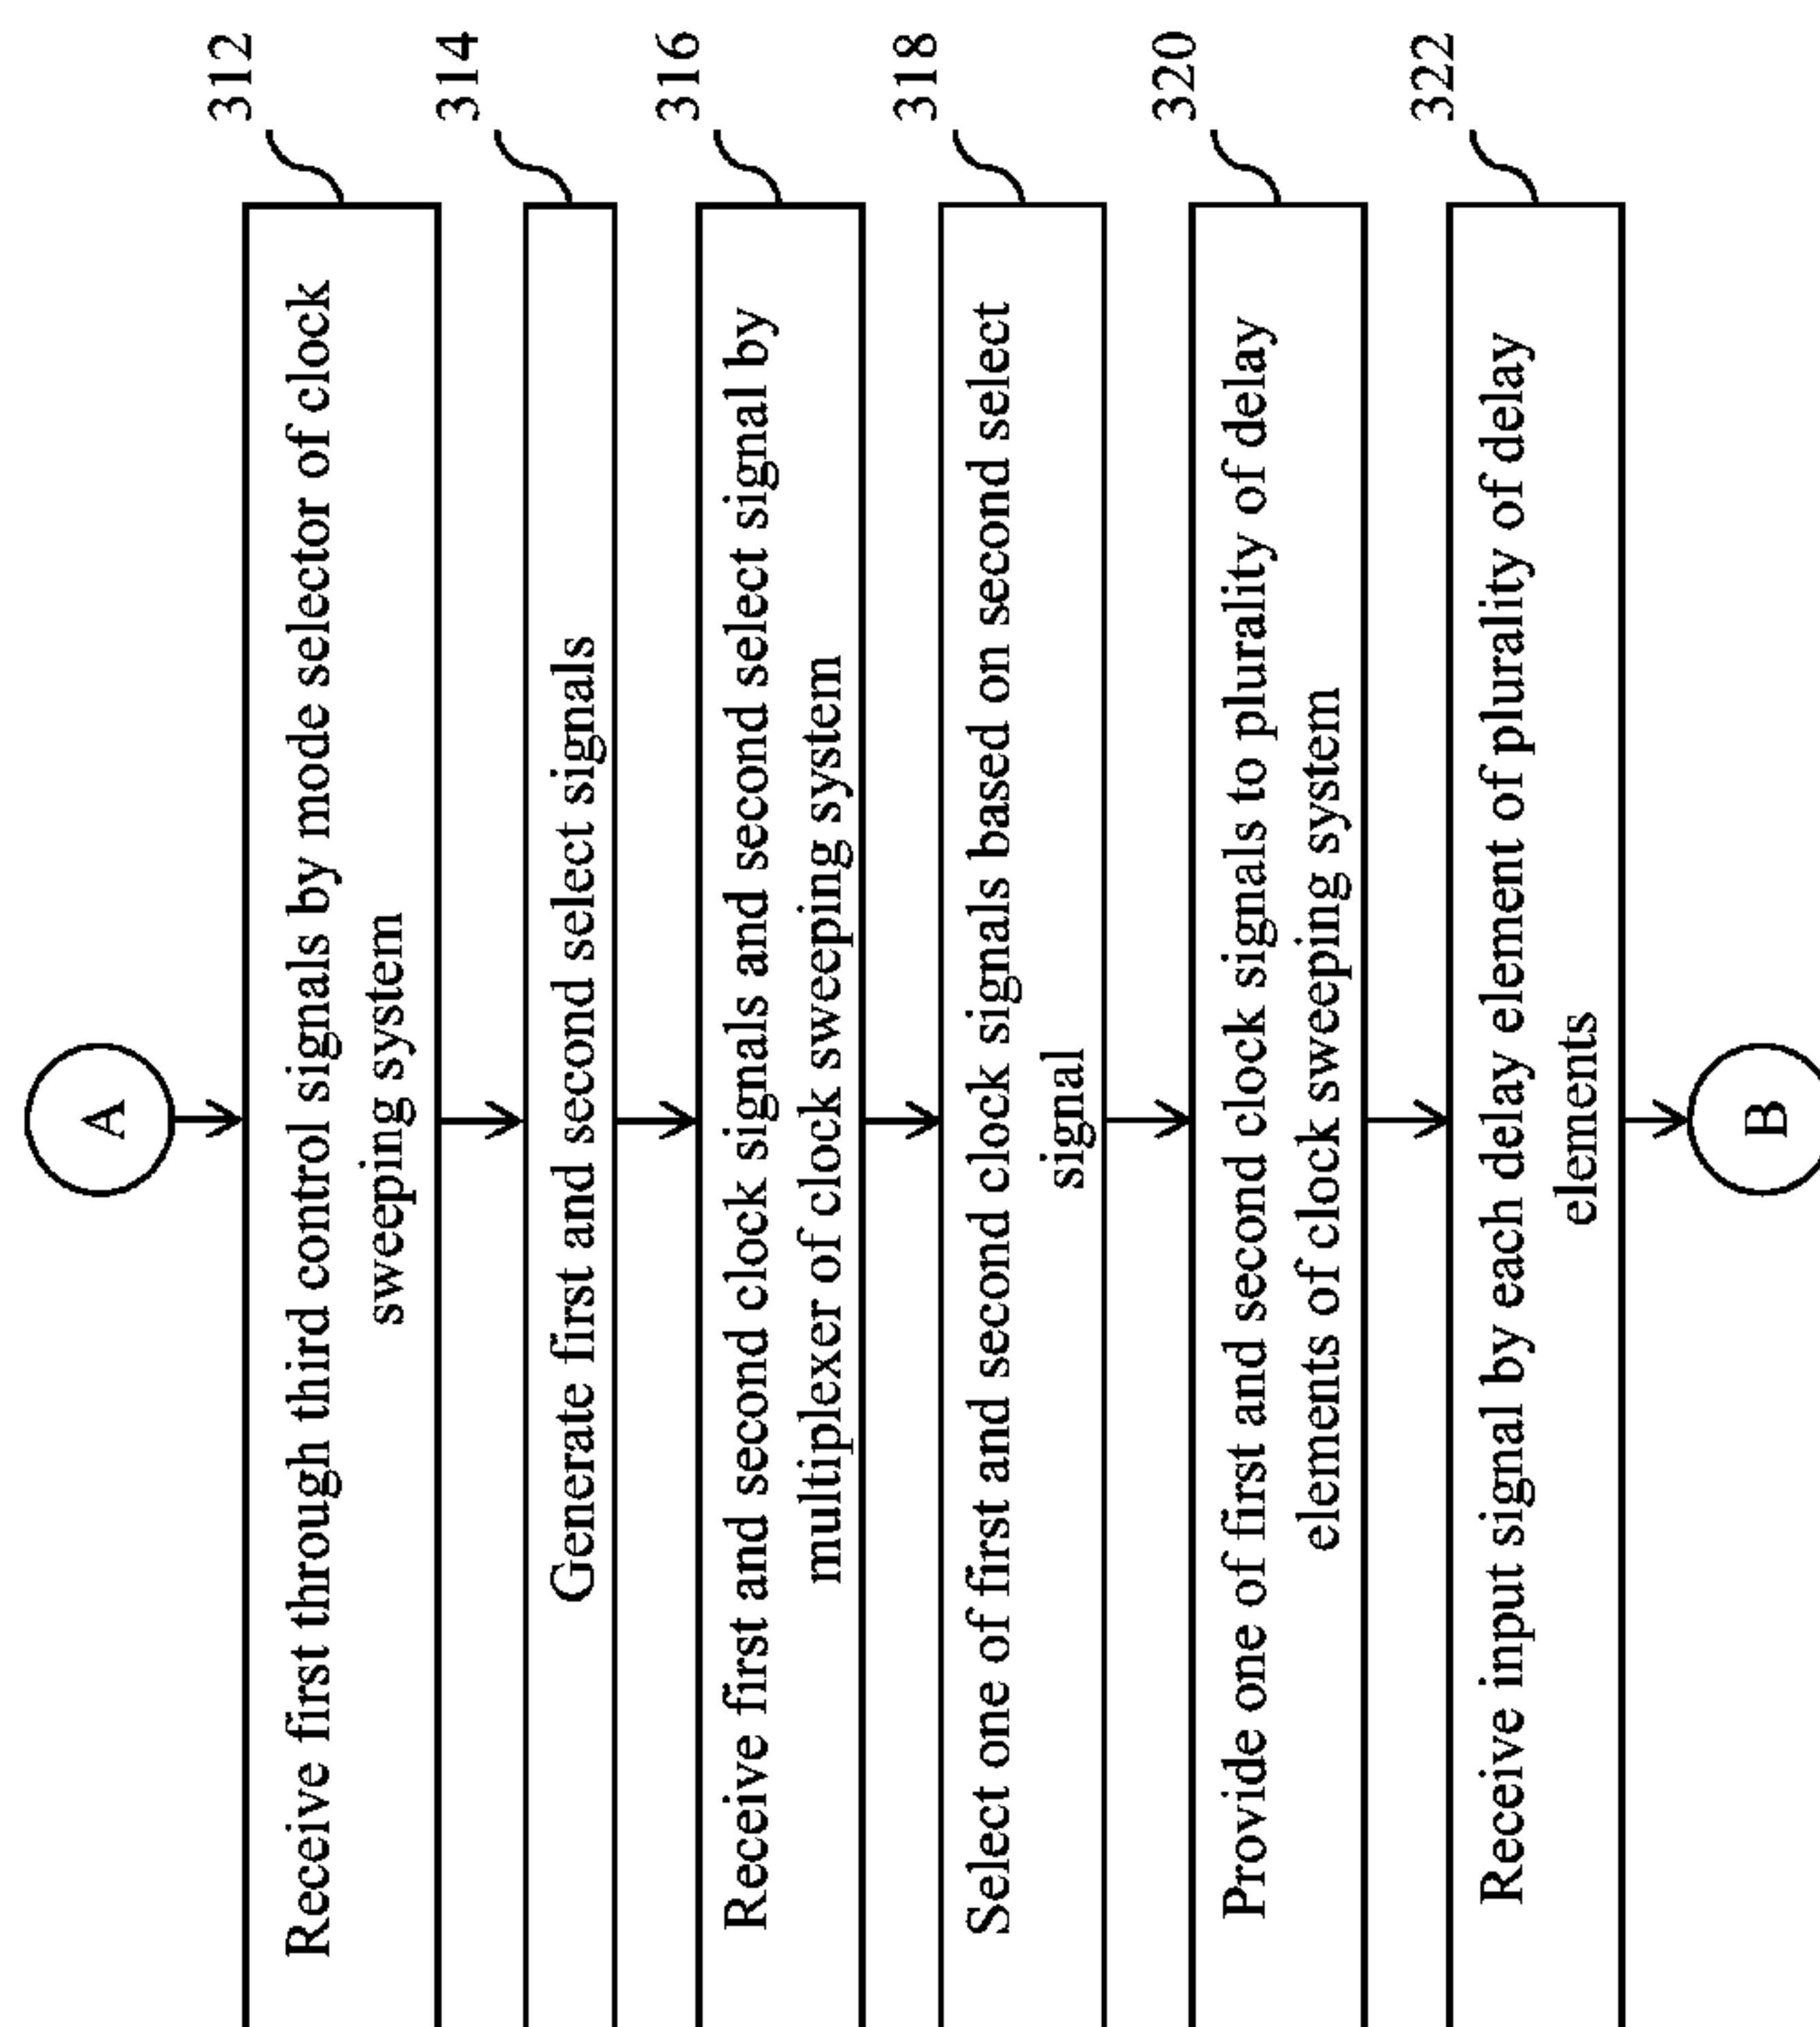 A
312
Receive first through third control signals by mode selector of clock
sweeping system
314
Generate first and second select signals
316
Receive first and second clock signals and second select signal by
multiplexer of clock sweeping system
318
Select one of first and second clock signals based on second select
signal
320
Provide one of first and second clock signals to plurality of delay
elements of clock sweeping system
322
Receive input signal by each delay element of plurality of delay
elements
B